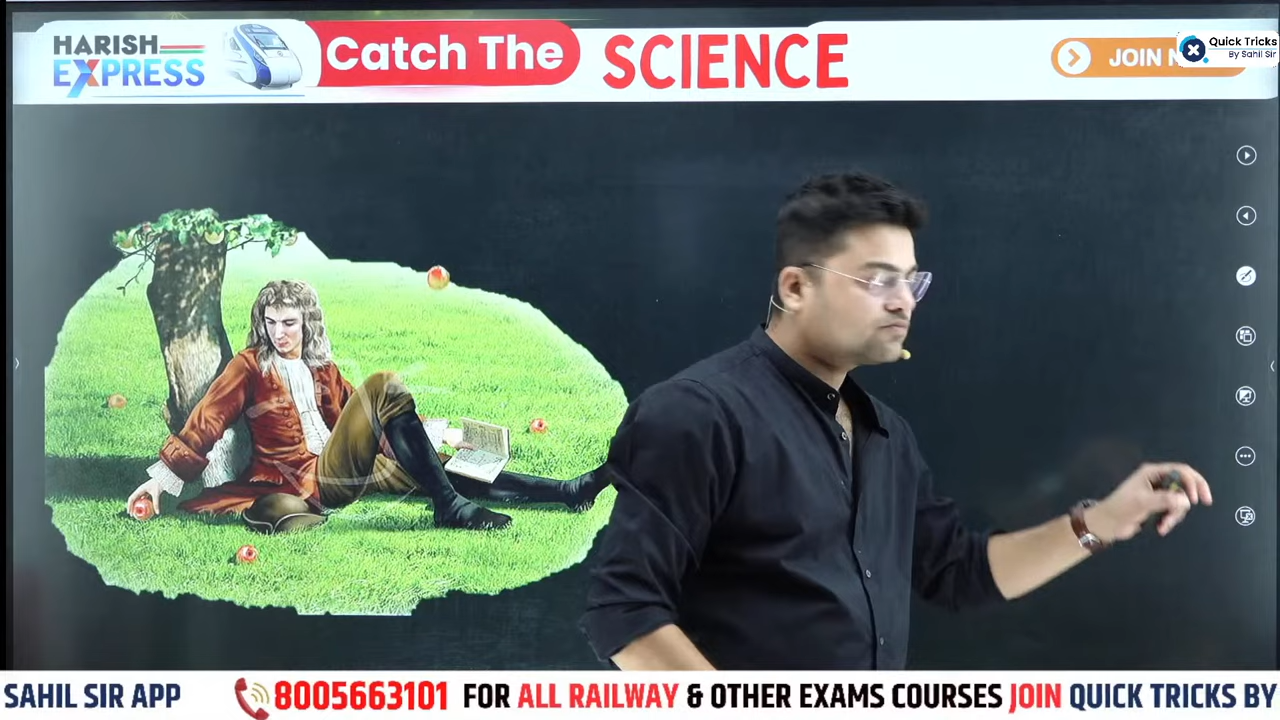 HARISH
EXPRESS
Catch The
SCIENCE
JOIN
Quick Tricks
By Sahil Sir
SAHIL SIR APP
8005663101 FOR ALL RAILWAY & OTHER EXAMS COURSES JOIN QUICK TRICKS BY